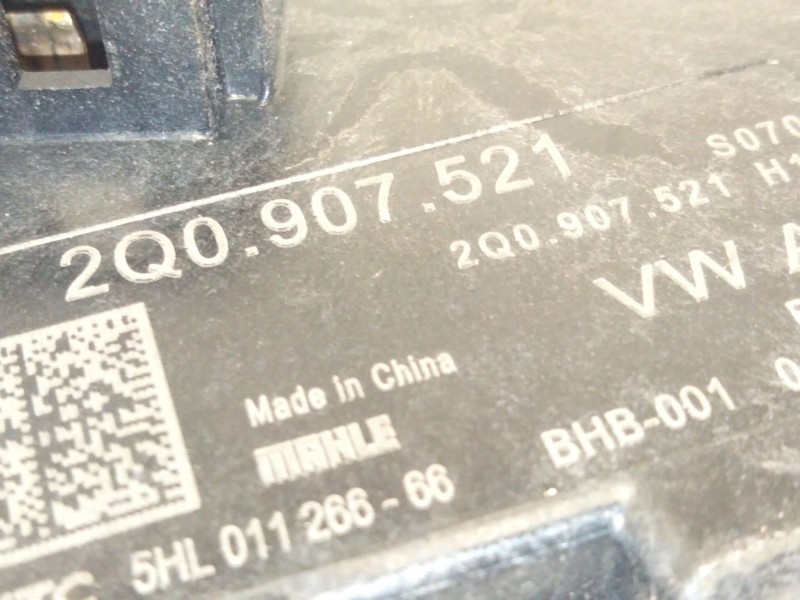 2Q0.907.521
S070
2Q0.907.521 H1
VW A
Made in China
MAHLE
BHB-001 0
5HL 011 266 - 66